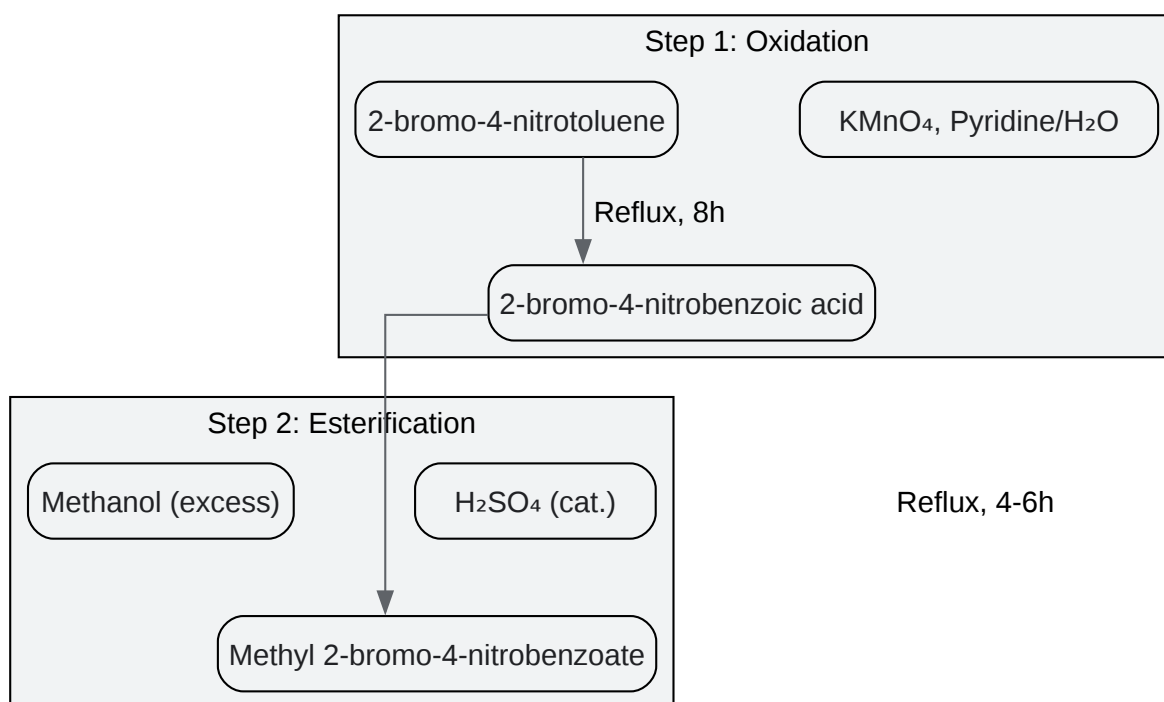 Step 1: Oxidation
2-bromo-4-nitrotoluene
KMnO₄, Pyridine/H₂O
Reflux, 8h
2-bromo-4-nitrobenzoic acid
Step 2: Esterification
Methanol (excess)
H₂SO₄ (cat.)
Reflux, 4-6h
Methyl 2-bromo-4-nitrobenzoate